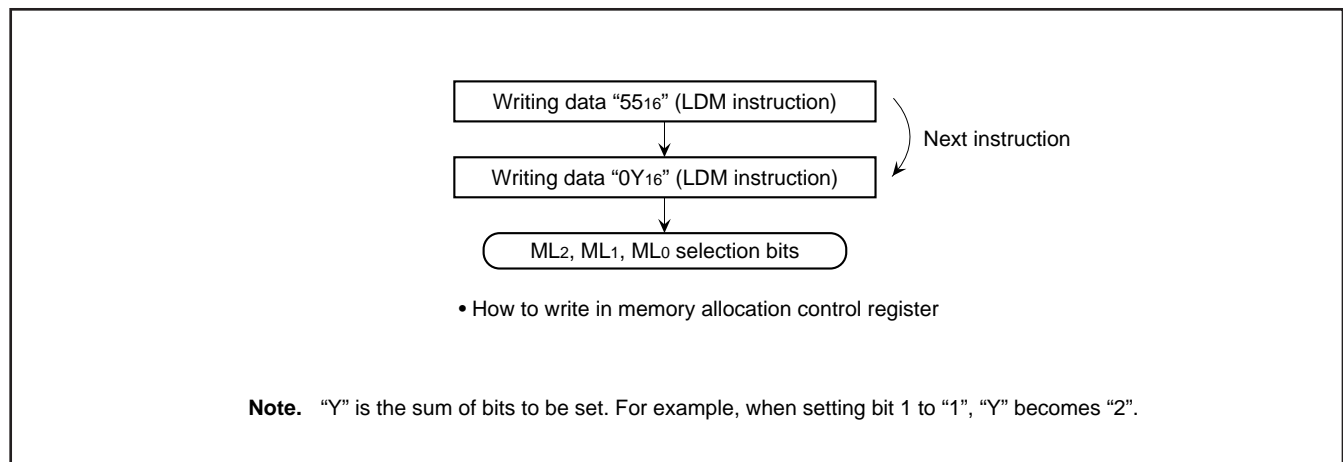 Writing data “5516” (LDM instruction)
Next instruction
Writing data “0Y16” (LDM instruction)
ML2, ML1, ML0 selection bits
• How to write in memory allocation control register
Note. “Y” is the sum of bits to be set. For example, when setting bit 1 to “1”, “Y” becomes “2”.